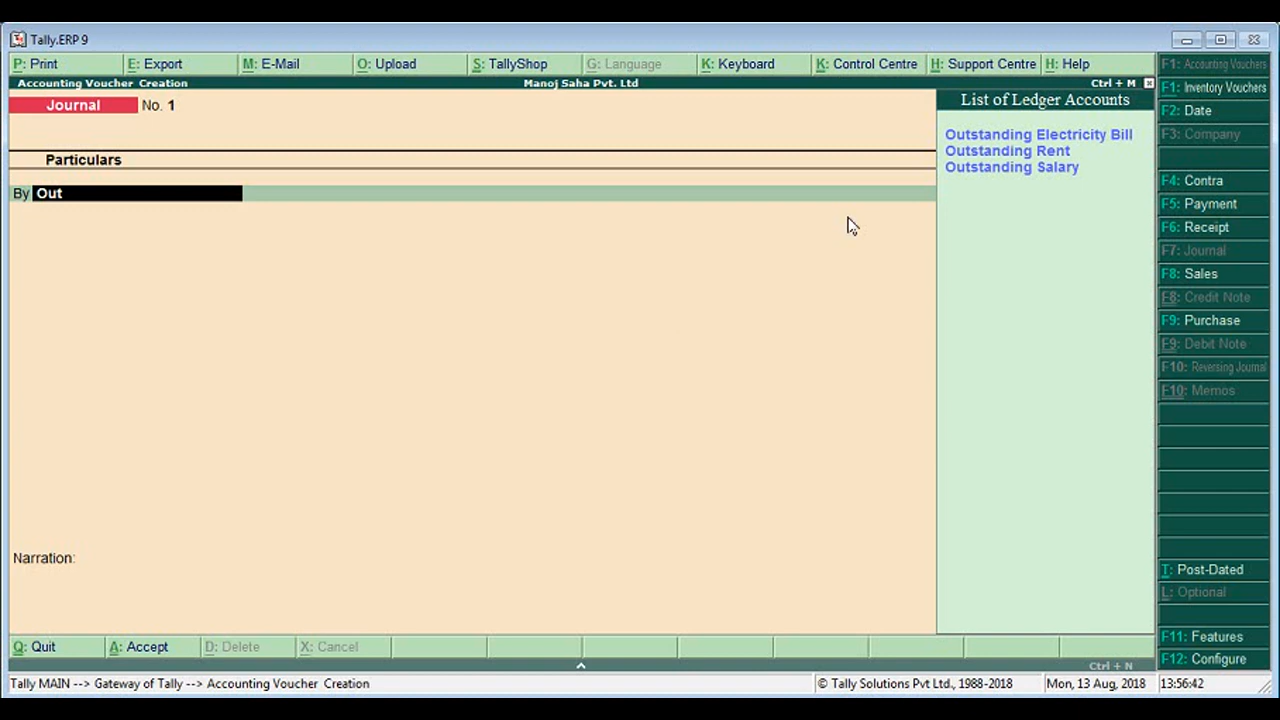 Tally.ERP 9
P: Print E: Export M: E-Mail O: Upload S: TallyShop G: Language K: Keyboard K: Control Centre H: Support Centre H: Help
Accounting Voucher Creation Manoj Saha Pvt. Ltd Ctrl + M
Journal No. 1
Particulars
By Out
Narration:
List of Ledger Accounts
Outstanding Electricity Bill
Outstanding Rent
Outstanding Salary
F1: Accounting Vouchers
F1: Inventory Vouchers
F2: Date
F3: Company
F4: Contra
F5: Payment
F6: Receipt
F7: Journal
F8: Sales
F8: Credit Note
F9: Purchase
F9: Debit Note
F10: Reversing Journal
F10: Memos
T: Post-Dated
L: Optional
F11: Features
F12: Configure
Q: Quit A: Accept D: Delete X: Cancel
Ctrl + N
Tally MAIN --> Gateway of Tally --> Accounting Voucher Creation © Tally Solutions Pvt Ltd., 1988-2018 Mon, 13 Aug, 2018 13:56:42